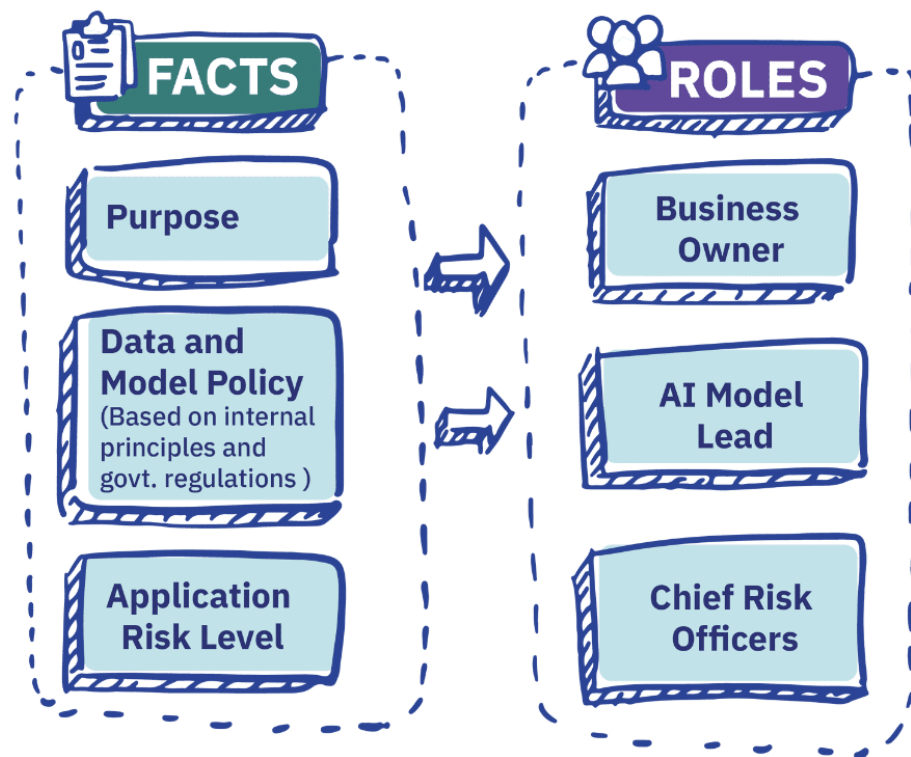 FACTS
Purpose
Data and
Model Policy
(Based on internal
principles and
govt. regulations )
Application
Risk Level
ROLES
Business
Owner
AI Model
Lead
Chief Risk
Officers